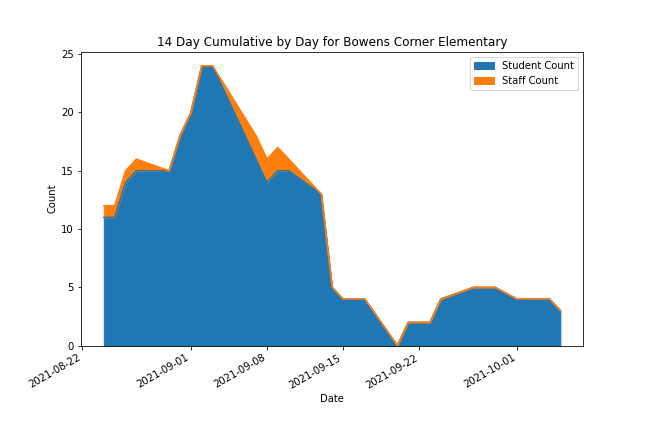 14 Day Cumulative by Day for Bowens Corner Elementary
Student Count
Staff Count
25
20
15
10
5
0
Count
2021-08-22
2021-09-01
2021-09-08
2021-09-15
2021-09-22
2021-10-01
Date